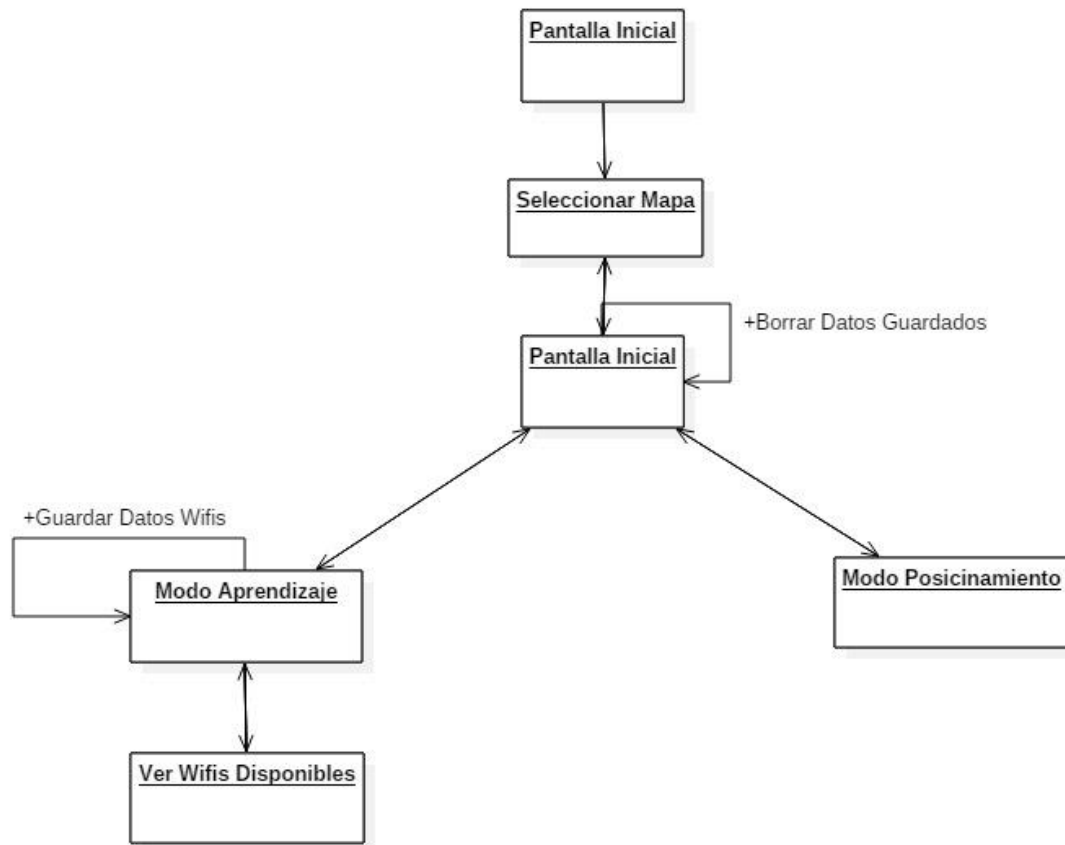 Pantalla Inicial
Seleccionar Mapa
+Borrar Datos Guardados
Pantalla Inicial
+Guardar Datos Wifis
Modo Aprendizaje
Modo Posicinamiento
Ver Wifis Disponibles